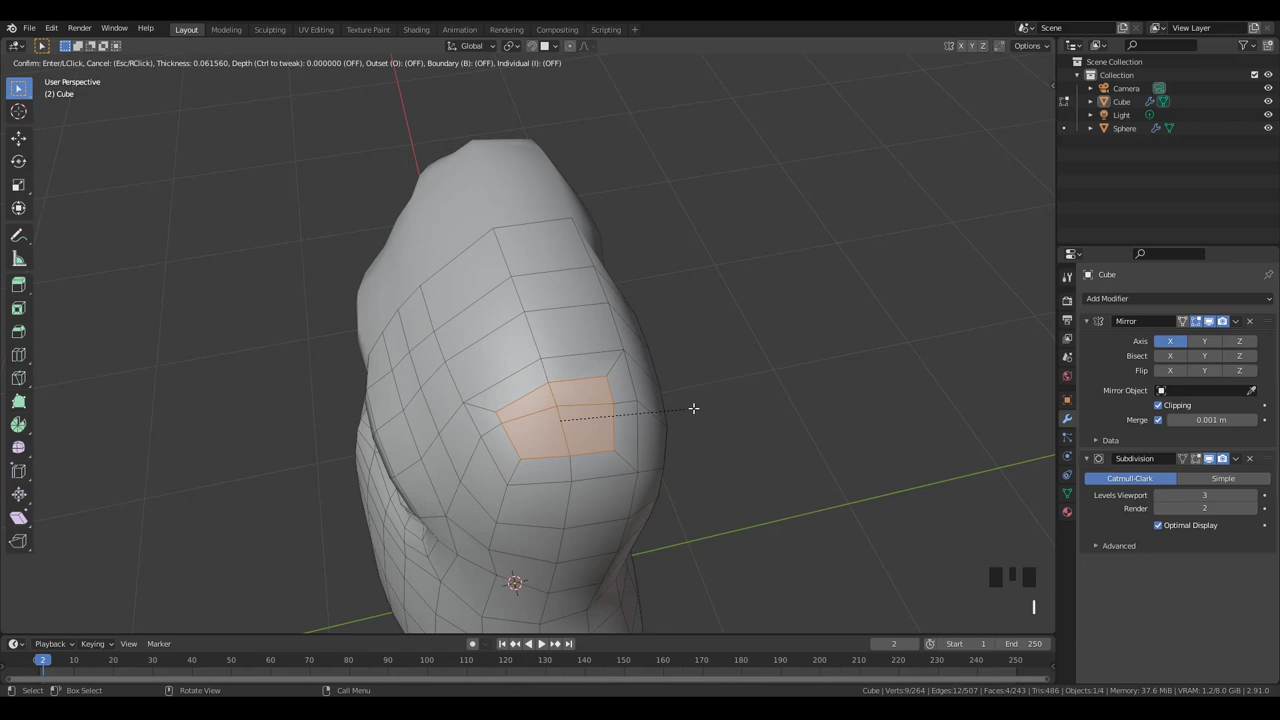 File Edit Render Window Help Layout Modeling Sculpting UV Editing Texture Paint Shading Animation Rendering Compositing Scripting + Scene View Layer
Global X Y Z Options
Confirm: Enter/LClick, Cancel: (Esc/RClick), Thickness: 0.061560, Depth (Ctrl to tweak): 0.000000 (OFF), Outset (O): (OFF), Boundary (B): (OFF), Individual (I): (OFF)
User Perspective
(2) Cube
Scene Collection
Collection
Camera
Cube
Light
Sphere
Cube
Add Modifier
Mirror
Axis X Y Z
Bisect X Y Z
Flip X Y Z
Mirror Object
Clipping
Merge 0.001 m
Data
Subdivision
Catmull-Clark Simple
Levels Viewport 3
Render 2
Optimal Display
Advanced
I
Playback Keying View Marker 2 Start 1 End 250
2 10 20 30 40 50 60 70 80 90 100 110 120 130 140 150 160 170 180 190 200 210 220 230 240 250
Select Box Select Rotate View Call Menu Cube | Verts:9/264 | Edges:12/507 | Faces:4/243 | Tris:486 | Objects:1/4 | Memory: 37.6 MiB | VRAM: 1.2/8.0 GiB | 2.91.0